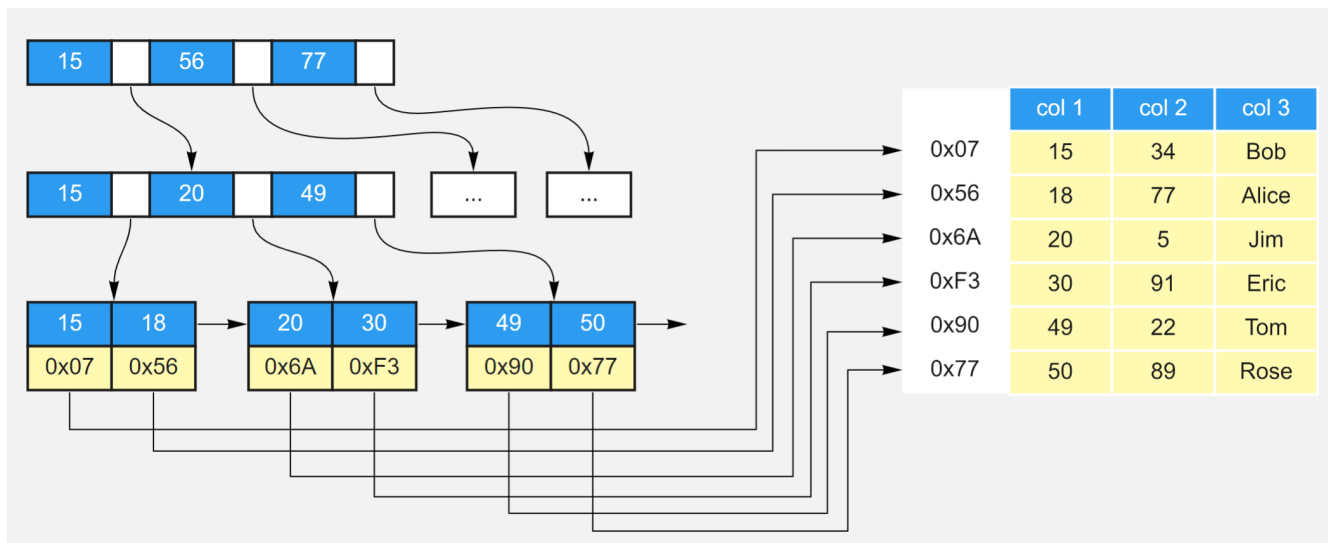 15 56 77
col 1 col 2 col 3
0x07 15 34 Bob
15 20 49 ... ...
0x56 18 77 Alice
0x6A 20 5 Jim
0xF3 30 91 Eric
15 18 20 30 49 50
0x90 49 22 Tom
0x07 0x56 0x6A 0xF3 0x90 0x77
0x77 50 89 Rose